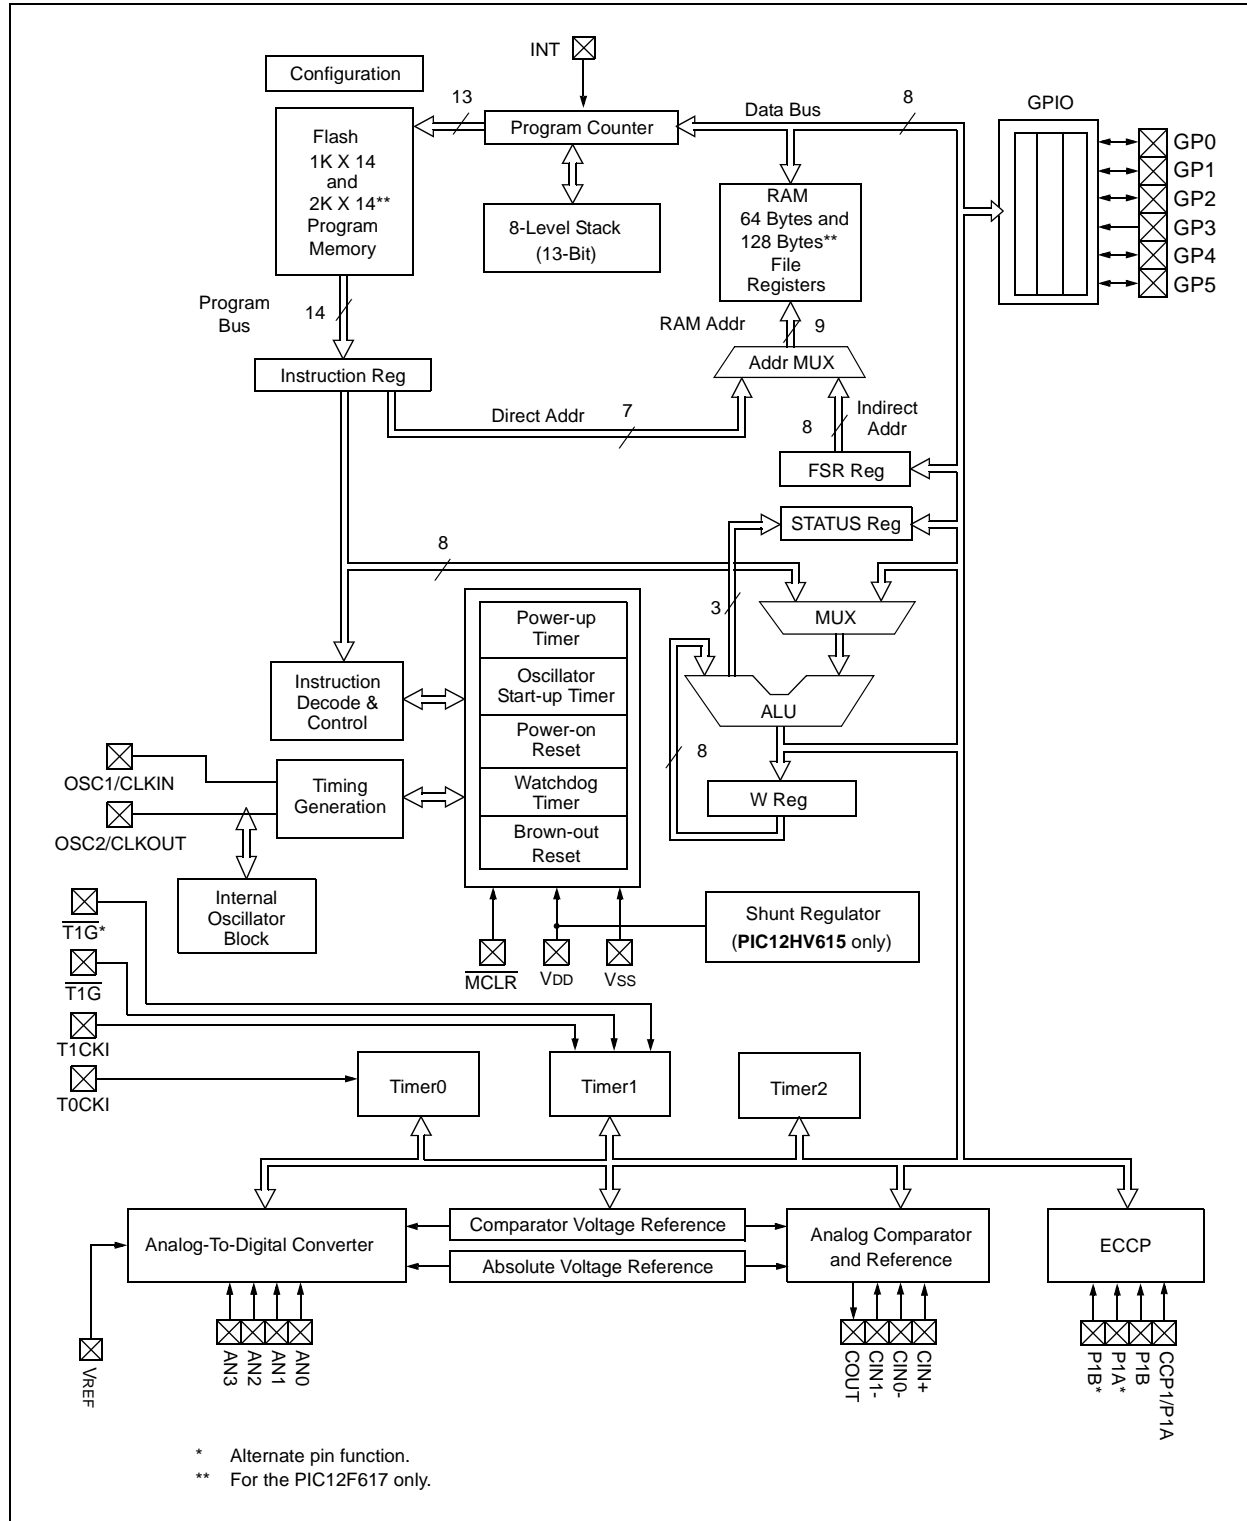 INT
Configuration
13
Program Counter
Data Bus
8
GPIO
Flash
1K X 14
and
2K X 14**
Program
Memory
8-Level Stack
(13-Bit)
RAM
64 Bytes and
128 Bytes**
File
Registers
GP0
GP1
GP2
GP3
GP4
GP5
Program
Bus
14
RAM Addr
9
Addr MUX
Instruction Reg
Direct Addr
7
8
Indirect
Addr
FSR Reg
STATUS Reg
8
3
MUX
Power-up
Timer
Oscillator
Start-up Timer
Power-on
Reset
Watchdog
Timer
Brown-out
Reset
Instruction
Decode &
Control
ALU
8
W Reg
OSC1/CLKIN
Timing
Generation
OSC2/CLKOUT
Internal
Oscillator
Block
Shunt Regulator
(PIC12HV615 only)
MCLR
VDD
VSS
T1G*
T1G
T1CKI
T0CKI
Timer0
Timer1
Timer2
Analog-To-Digital Converter
Comparator Voltage Reference
Absolute Voltage Reference
Analog Comparator
and Reference
ECCP
VREF
AN3
AN2
AN1
AN0
COUT
CIN1-
CIN0-
CIN+
P1B*
P1A*
P1B
CCP1/P1A
* Alternate pin function.
** For the PIC12F617 only.